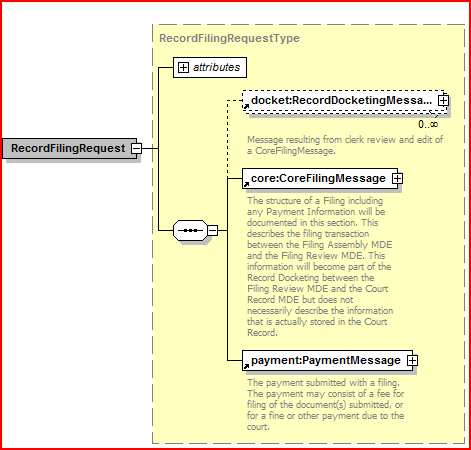 RecordFilingRequestType
attributes
docket:RecordDocketingMessa...
0..∞
Message resulting from clerk review and edit of
a CoreFilingMessage.
RecordFilingRequest
core:CoreFilingMessage
The structure of a Filing including
any Payment Information will be
documented in this section. This
describes the filing transaction
between the Filing Assembly MDE
and the Filing Review MDE. This
information will become part of the
Record Docketing between the
Filing Review MDE and the Court
Record MDE but does not
necessarily describe the information
that is actually stored in the Court
Record.
payment:PaymentMessage
The payment submitted with a filing.
The payment may consist of a fee for
filing of the document(s) submitted, or
for a fine or other payment due to the
court.